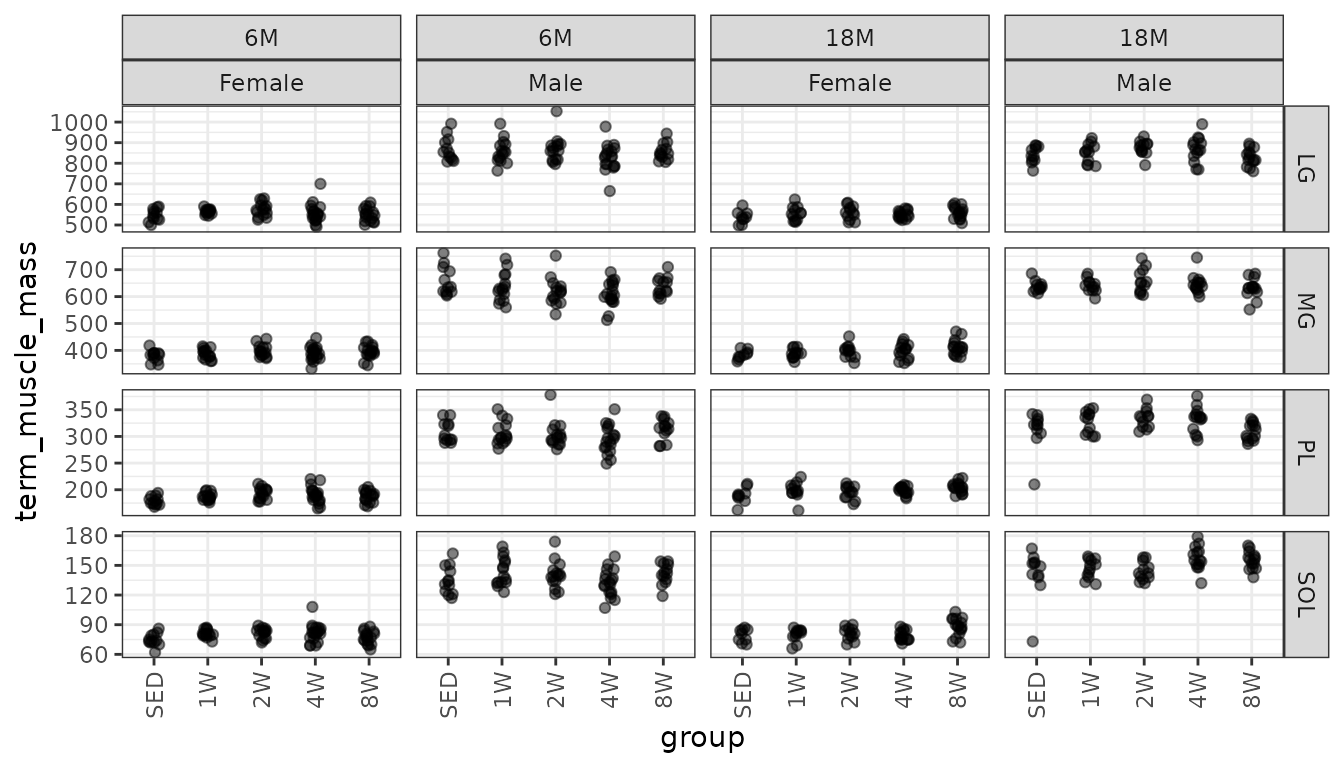 6M 6M 18M 18M
Female Male Female Male
term_muscle_mass
1000
900
800
700
600
500
LG
700
600
500
400
MG
350
300
250
200
PL
180
150
120
90
60
SOL
SED 1W 2W 4W 8W SED 1W 2W 4W 8W SED 1W 2W 4W 8W SED 1W 2W 4W 8W
group